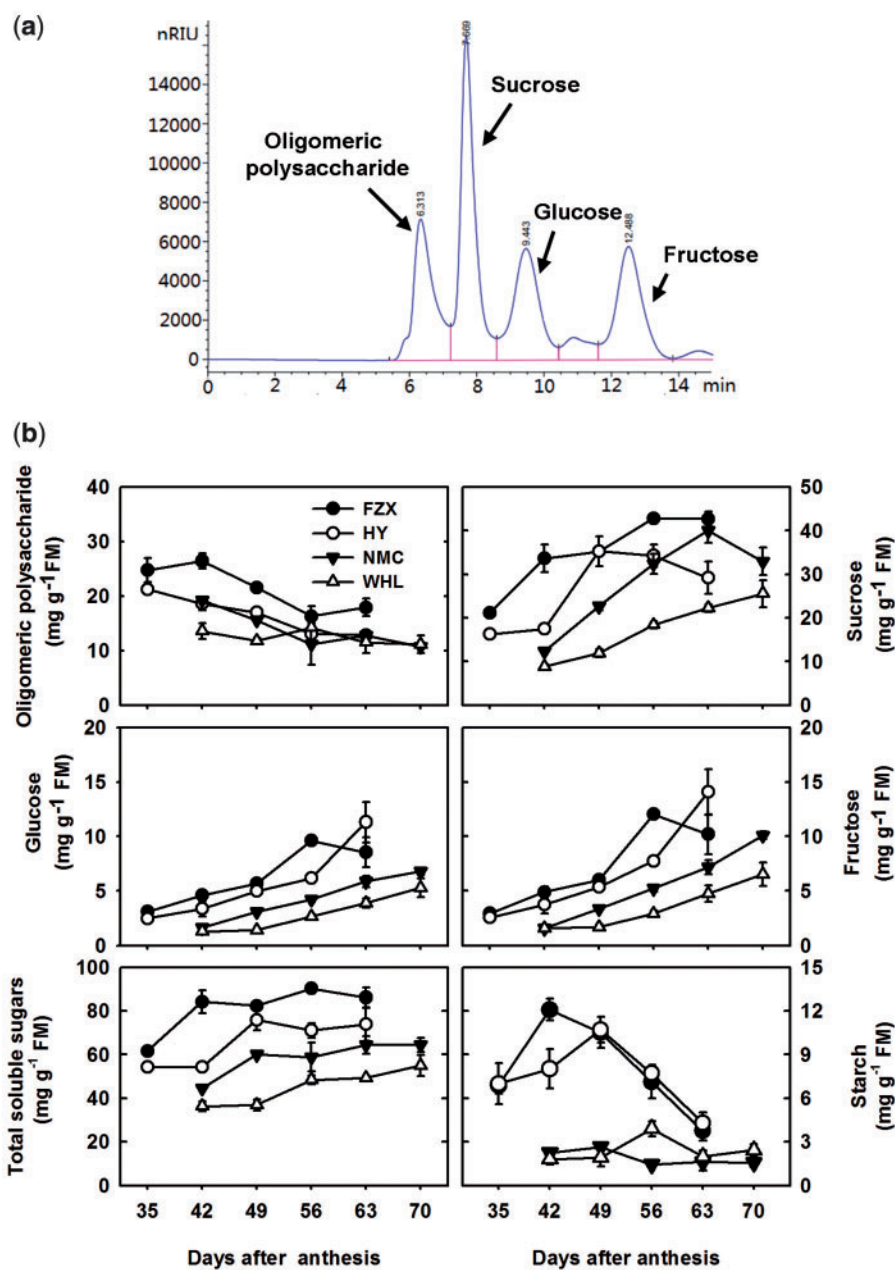 (a)
nRIU
14000
12000
10000
8000
6000
4000
2000
0
7.669
Sucrose
Oligomeric
polysaccharide
6.313
Glucose
9.443
12.488
Fructose
0 2 4 6 8 10 12 14 min
(b)
Oligomeric polysaccharide
(mg g-1 FM)
40
30
20
10
0
FZX
HY
NMC
WHL
50
40
30
20
10
0
Sucrose
(mg g-1 FM)
Glucose
(mg g-1 FM)
20
15
10
5
0
20
15
10
5
0
Fructose
(mg g-1 FM)
Total soluble sugars
(mg g-1 FM)
100
80
60
40
20
0
15
12
9
6
3
0
Starch
(mg g-1 FM)
35 42 49 56 63 70
35 42 49 56 63 70
Days after anthesis
Days after anthesis